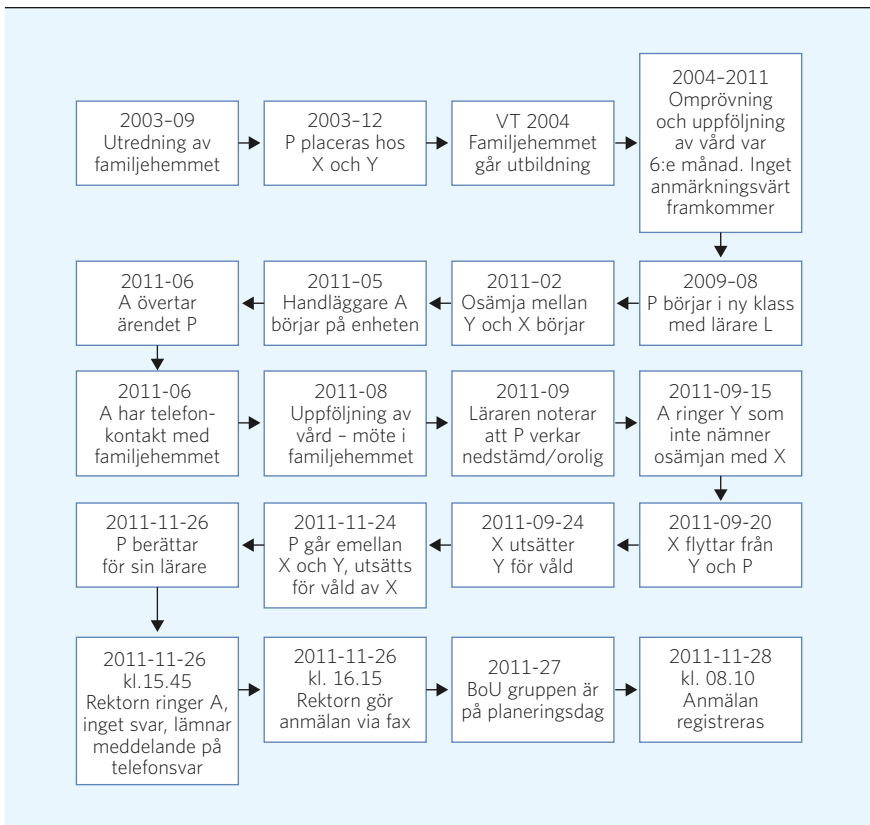 2003–09
Utredning av
familjehemmet
2003–12
P placeras hos
X och Y
VT 2004
Familjehemmet
går utbildning
2004–2011
Omprövning
och uppföljning
av vård var
6:e månad. Inget
anmärkningsvärt
framkommer
2009–08
P börjar i ny klass
med lärare L
2011-02
Osämja mellan
Y och X börjar
2011–05
Handläggare A
börjar på enheten
2011-06
A övertar
ärendet P
2011-06
A har telefon-
kontakt med
familjehemmet
2011-08
Uppföljning av
vård – möte i
familjehemmet
2011-09
Läraren noterar
att P verkar
nedstämd/orolig
2011-09-15
A ringer Y som
inte nämner
osämjan med X
2011-09-20
X flyttar från
Y och P
2011-09-24
X utsätter
Y för våld
2011-11-24
P går emellan
X och Y, utsätts
för våld av X
2011-11-26
P berättar
för sin lärare
2011-11-26
kl.15.45
Rektorn ringer A,
inget svar, lämnar
meddelande på
telefonsvar
2011-11-26
kl. 16.15
Rektorn gör
anmälan via fax
2011-27
BoU gruppen är
på planeringsdag
2011-11-28
kl. 08.10
Anmälan
registreras